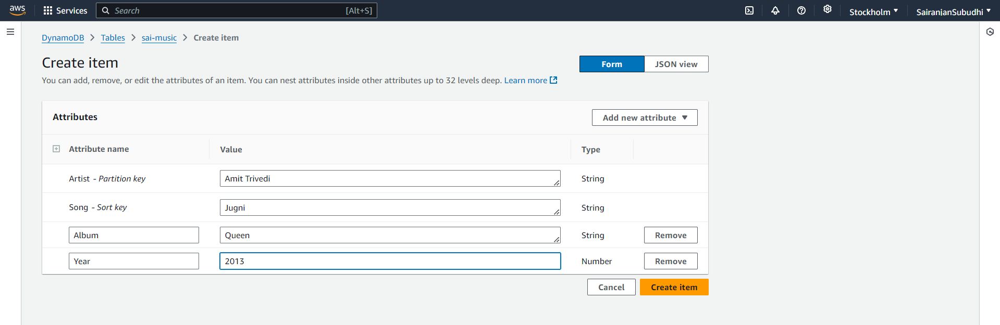 aws Services Search [Alt+S] Stockholm SairanjanSubudhi
DynamoDB > Tables > sai-music > Create item
Create item
Form JSON view
You can add, remove, or edit the attributes of an item. You can nest attributes inside other attributes up to 32 levels deep. Learn more
Attributes
Add new attribute
Attribute name Value Type
Artist - Partition key Amit Trivedi String
Song - Sort key Jugni String
Album Queen String Remove
Year 2013 Number Remove
Cancel Create item